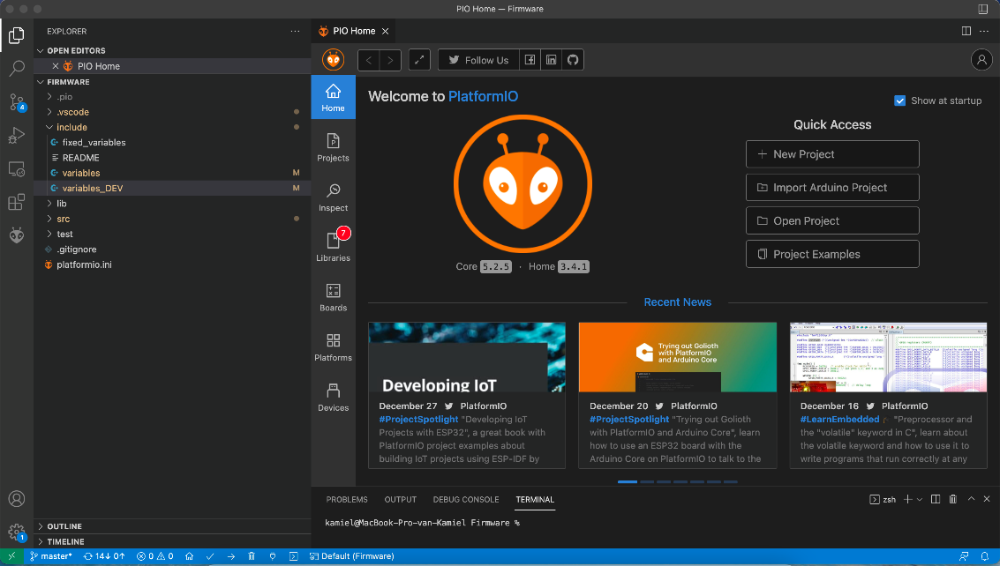 PIO Home — Firmware
EXPLORER
OPEN EDITORS
PIO Home
FIRMWARE
.pio
.vscode
include
fixed_variables
README
variables M
variables_DEV M
lib
src
test
.gitignore
platformio.ini
OUTLINE
TIMELINE
4
1
PIO Home
Follow Us
Home
Projects
Inspect
7
Libraries
Boards
Platforms
Devices
Welcome to PlatformIO
Show at startup
Core 5.2.5 · Home 3.4.1
Quick Access
New Project
Import Arduino Project
Open Project
Project Examples
Recent News
Developing IoT
December 27 PlatformIO
#ProjectSpotlight "Developing IoT
Projects with ESP32", a great book with
PlatformIO project examples about
building IoT projects using ESP-IDF by
Trying out Golioth
with PlatformIO
and Arduino Core
December 20 PlatformIO
#ProjectSpotlight "Trying out Golioth
with PlatformIO and Arduino Core", learn
how to use an ESP32 board with the
Arduino Core on PlatformIO to talk to the
December 16 PlatformIO
#LearnEmbedded "Preprocessor and
the "volatile" keyword in C", learn about
the volatile keyword and how to use it to
write programs that run correctly at any
PROBLEMS OUTPUT DEBUG CONSOLE TERMINAL
zsh
kamiel@MacBook-Pro-van-Kamiel Firmware %
master* 14↓ 0↑ 0 0 Default (Firmware)